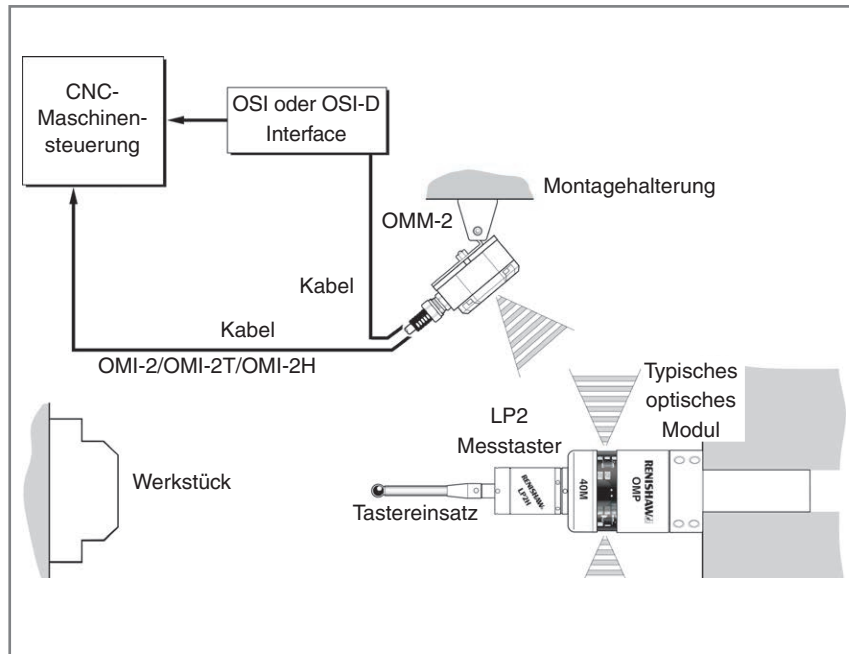 CNC-
Maschinen-
steuerung
OSI oder OSI-D
Interface
Montagehalterung
OMM-2
Kabel
Kabel
OMI-2/OMI-2T/OMI-2H
Typisches
optisches
Modul
LP2
Messtaster
Werkstück
Tastereinsatz
RENISHAW
LP2H
40M
RENISHAW
OMP